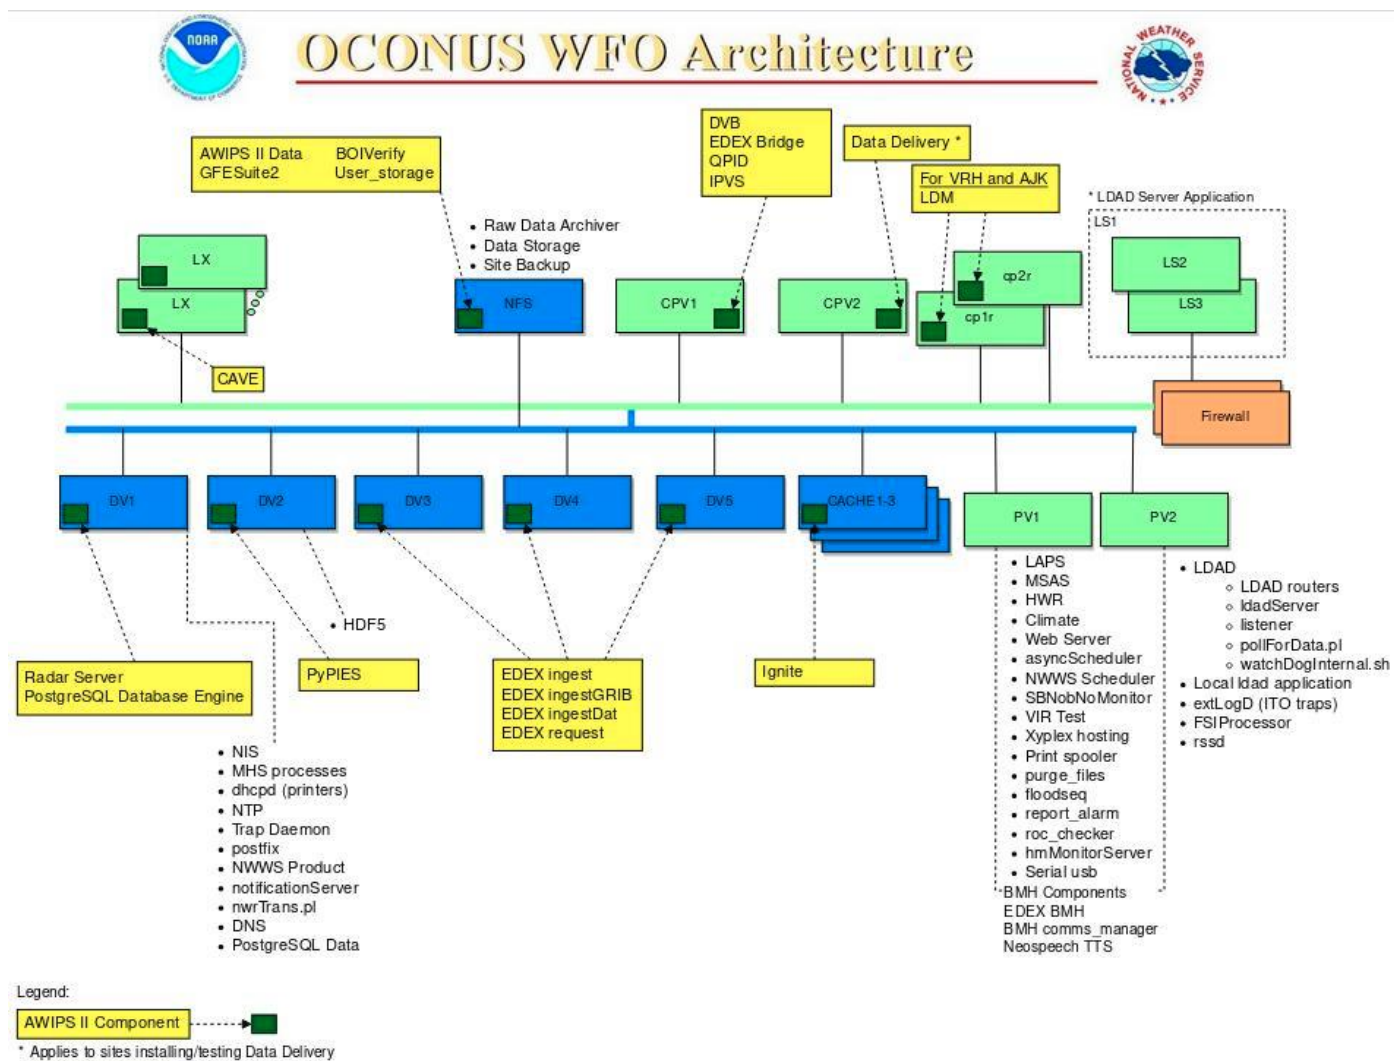 NOAA
OCONUS WFO Architecture
NATIONAL WEATHER SERVICE
AWIPS II Data BOIVerify
GFESuite2 User_storage
DVB
EDEX Bridge
QPID
IPVS
Data Delivery *
For VRH and AJK
LDM
* LDAD Server Application
LS1
• Raw Data Archiver
• Data Storage
• Site Backup
LX
LX
NFS
CPV1
CPV2
cp2r
cp1r
LS2
LS3
CAVE
Firewall
DV1
DV2
DV3
DV4
DV5
CACHE1-3
PV1
PV2
• HDF5
Radar Server
PostgreSQL Database Engine
PyPIES
EDEX ingest
EDEX ingestGRIB
EDEX ingestDat
EDEX request
Ignite
• NIS
• MHS processes
• dhcpd (printers)
• NTP
• Trap Daemon
• postfix
• NWWS Product
• notificationServer
• nwrTrans.pl
• DNS
• PostgreSQL Data
• LAPS
• MSAS
• HWR
• Climate
• Web Server
• asyncScheduler
• NWWS Scheduler
• SBNobNoMonitor
• VIR Test
• Xyplex hosting
• Print spooler
• purge_files
• floodseq
• report_alarm
• roc_checker
• hmMonitorServer
• Serial usb
BMH Components
EDEX BMH
BMH comms_manager
Neospeech TTS
• LDAD
○ LDAD routers
○ ldadServer
○ listener
○ pollForData.pl
○ watchDogInternal.sh
• Local ldad application
• extLogD (ITO traps)
• FSIProcessor
• rssd
Legend:
AWIPS II Component
* Applies to sites installing/testing Data Delivery